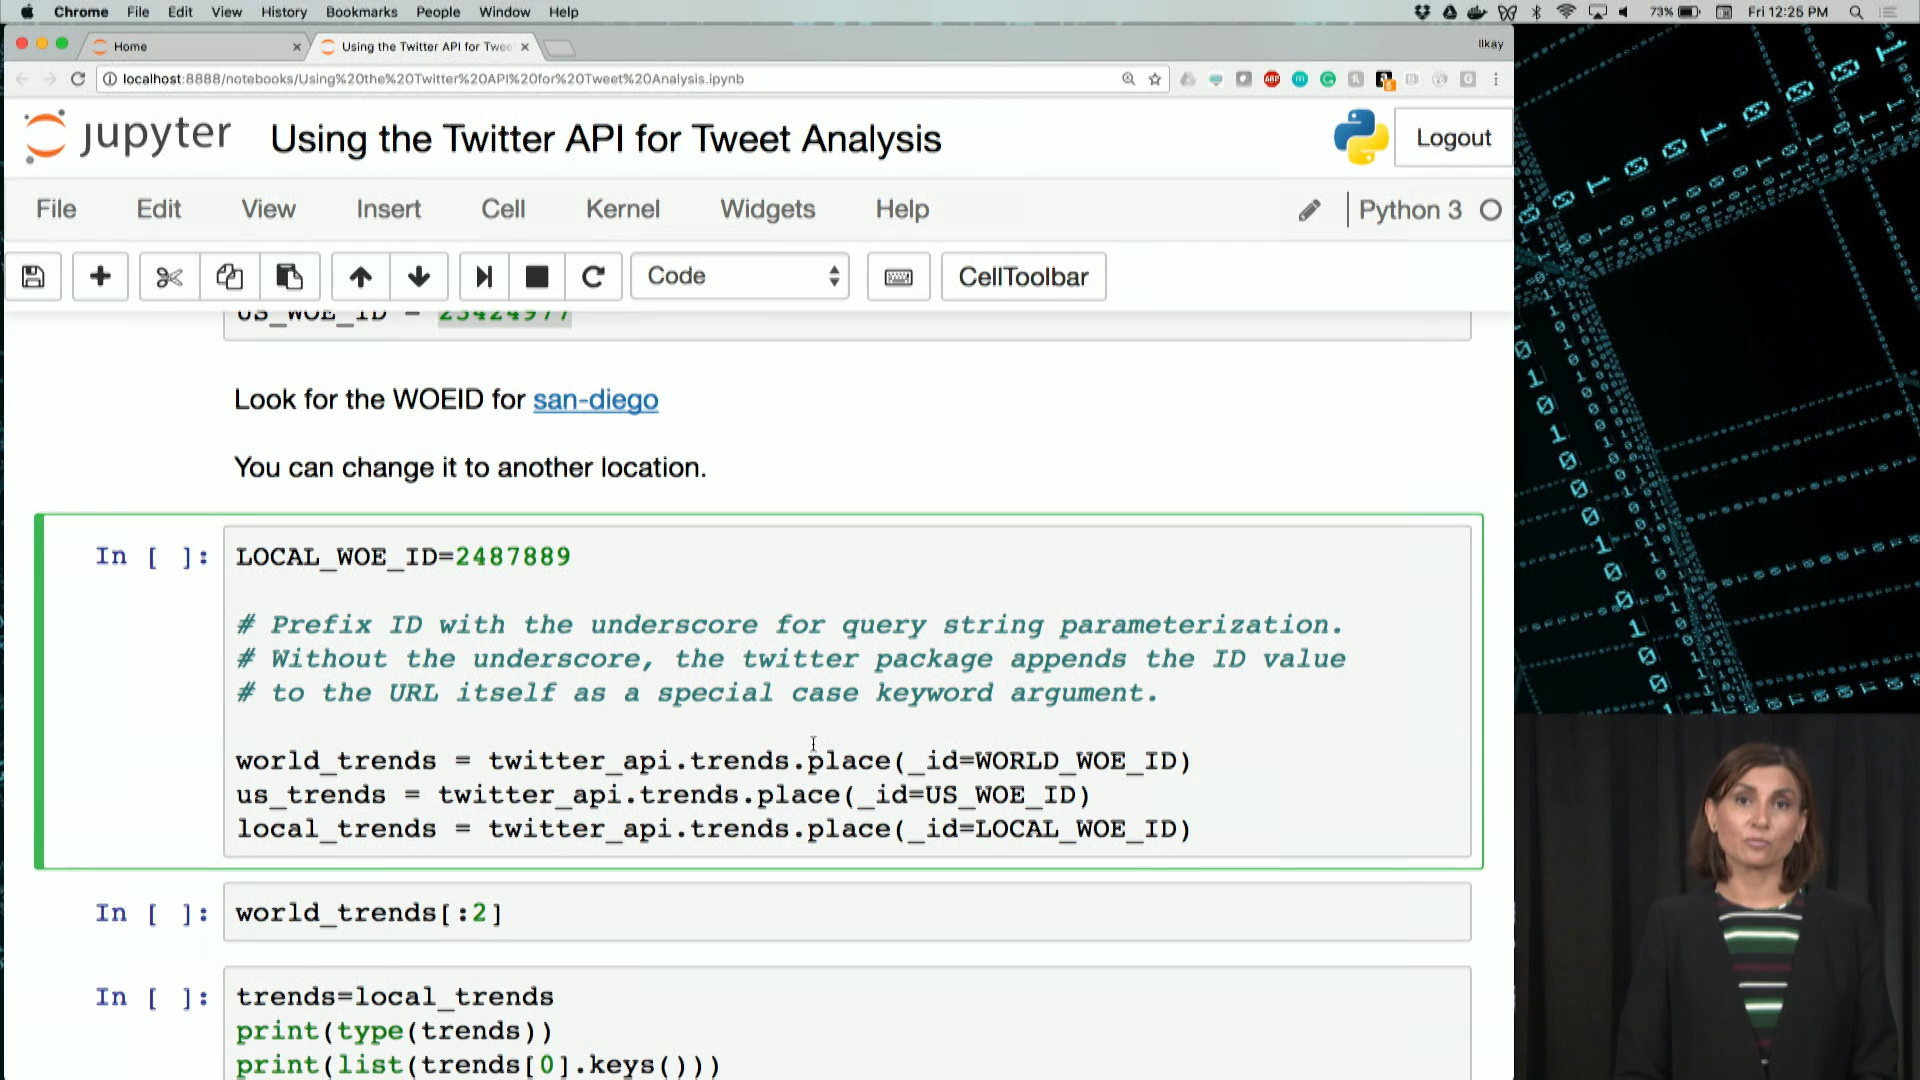 Chrome File Edit View History Bookmarks People Window Help 73% Fri 12:25 PM
Home Using the Twitter API for Twee Ilkay
localhost:8888/notebooks/Using%20the%20Twitter%20API%20for%20Tweet%20Analysis.ipynb
jupyter Using the Twitter API for Tweet Analysis Logout
File Edit View Insert Cell Kernel Widgets Help Python 3
Code CellToolbar
US_WOE_ID = 23424977
Look for the WOEID for san-diego
You can change it to another location.
In [ ]: LOCAL_WOE_ID=2487889
# Prefix ID with the underscore for query string parameterization.
# Without the underscore, the twitter package appends the ID value
# to the URL itself as a special case keyword argument.
world_trends = twitter_api.trends.place(_id=WORLD_WOE_ID)
us_trends = twitter_api.trends.place(_id=US_WOE_ID)
local_trends = twitter_api.trends.place(_id=LOCAL_WOE_ID)
In [ ]: world_trends[:2]
In [ ]: trends=local_trends
print(type(trends))
print(list(trends[0].keys()))